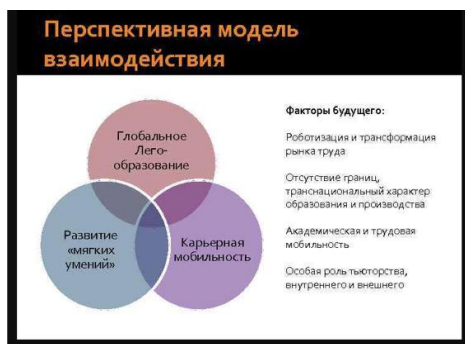 Перспективная модель
взаимодействия
Глобальное
Лего-
образование
Развитие
«мягких
умений»
Карьерная
мобильность
Факторы будущего:
Роботизация и трансформация
рынка труда
Отсутствие границ,
транснациональный характер
образования и производства
Академическая и трудовая
мобильность
Особая роль тьюторства,
внутреннего и внешнего